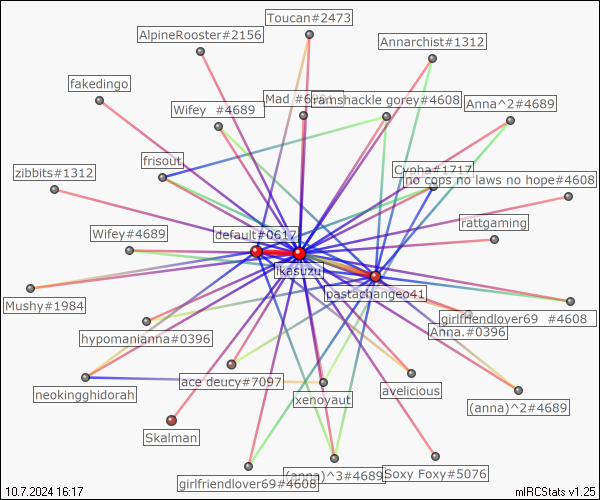 Toucan#2473
AlpineRooster#2156
Annarchist#1312
fakedingo
Mad
ramshackle gorey#4608
Wifey  #4689
Anna^2#4689
frisout
Cypha#1717
zibbits#1312
no cops no laws no hope#4608
rattgaming
Wifey#4689
default#0617
ikasuzu
pastachangeo41
Mushy#1984
girlfriendlover69  #4608
Anna.#0396
hypomanianna#0396
ace deucy#7097
avelicious
neokingghidorah
xenoyaut
(anna)^2#4689
Skalman
girlfriendlover69#4608
(anna)^3#4689
Soxy Foxy#5076
10.7.2024 16:17
mIRCStats v1.25